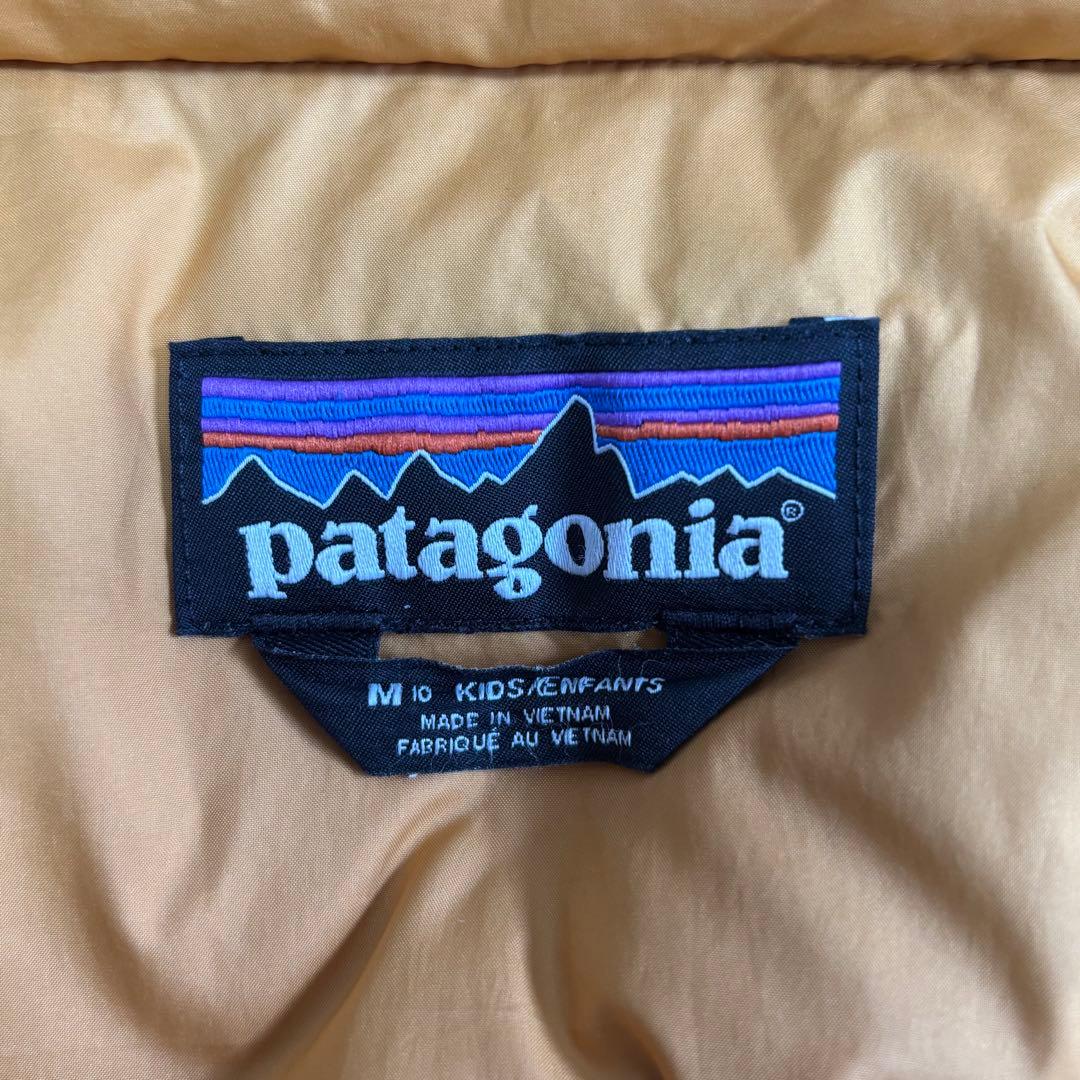 patagonia®
M 10 KIDS/ENFANTS
MADE IN VIETNAM
FABRIQUÉ AU VIETNAM